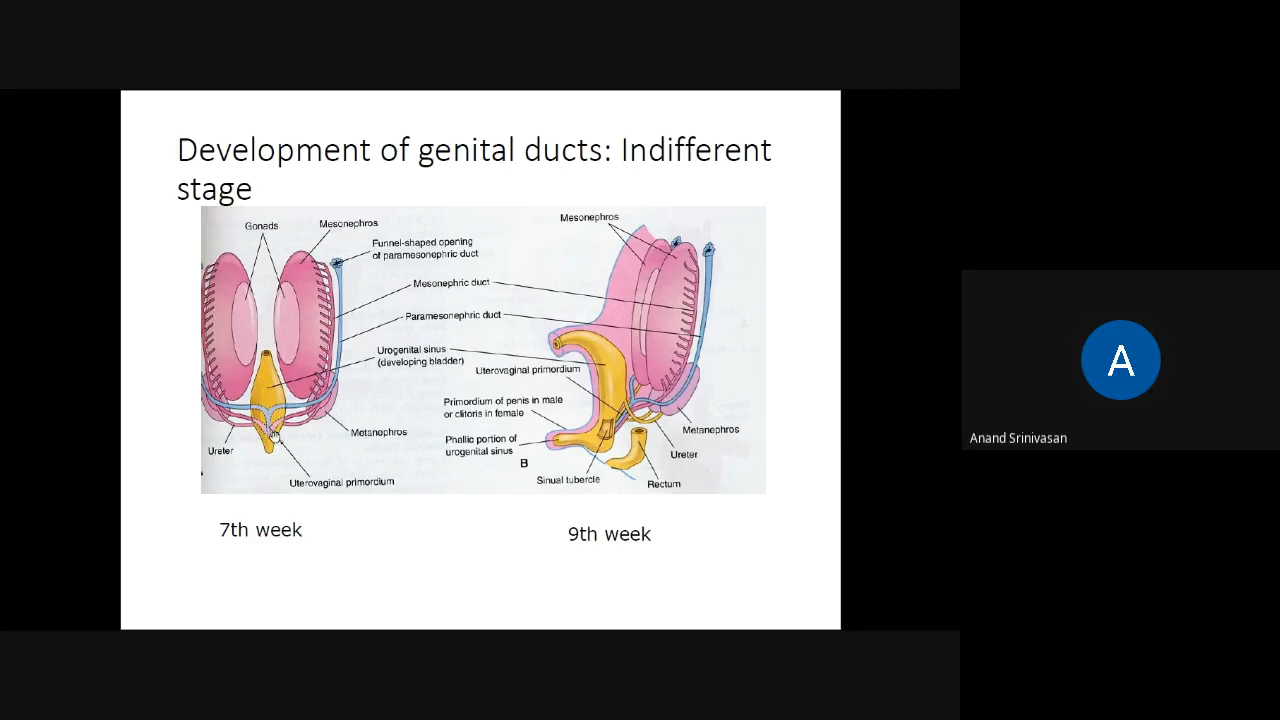 Development of genital ducts: Indifferent
stage
Gonads
Mesonephros
Funnel-shaped opening
of paramesonephric duct
Mesonephric duct
Paramesonephric duct
Urogenital sinus
(developing bladder)
Metanephros
Ureter
Uterovaginal primordium
Mesonephros
Uterovaginal primordium
Primordium of penis in male
or clitoris in female
Phallic portion of
urogenital sinus
B
Sinual tubercle
Rectum
Ureter
Metanephros
7th week
9th week
A
Anand Srinivasan